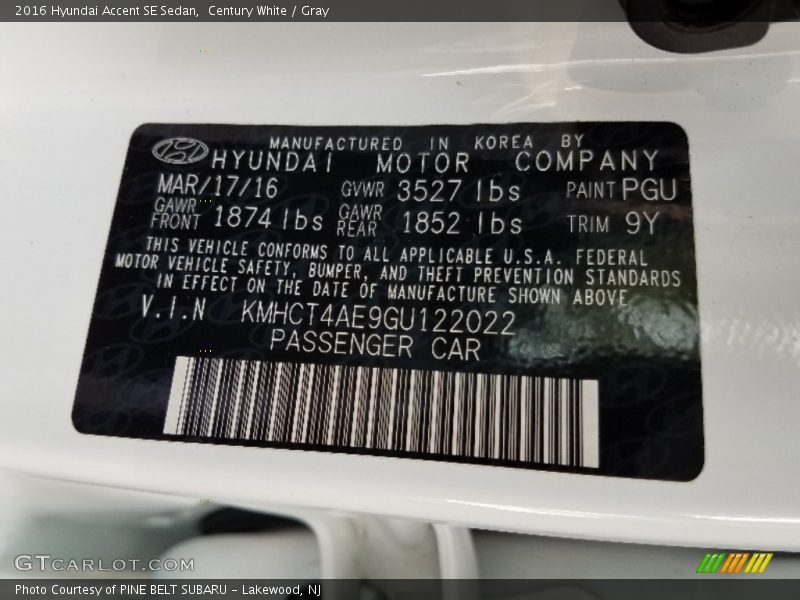 2016 Hyundai Accent SE Sedan,  Century White / Gray
MANUFACTURED IN KOREA BY
HYUNDAI MOTOR COMPANY
MAR/17/16 GVWR 3527 lbs PAINT PGU
GAWR FRONT 1874 lbs GAWR REAR 1852 lbs TRIM 9Y
THIS VEHICLE CONFORMS TO ALL APPLICABLE U.S.A. FEDERAL
MOTOR VEHICLE SAFETY, BUMPER, AND THEFT PREVENTION STANDARDS
IN EFFECT ON THE DATE OF MANUFACTURE SHOWN ABOVE
V.I.N KMHCT4AE9GU122022
PASSENGER CAR
GTCARLOT.COM
Photo Courtesy of PINE BELT SUBARU - Lakewood, NJ